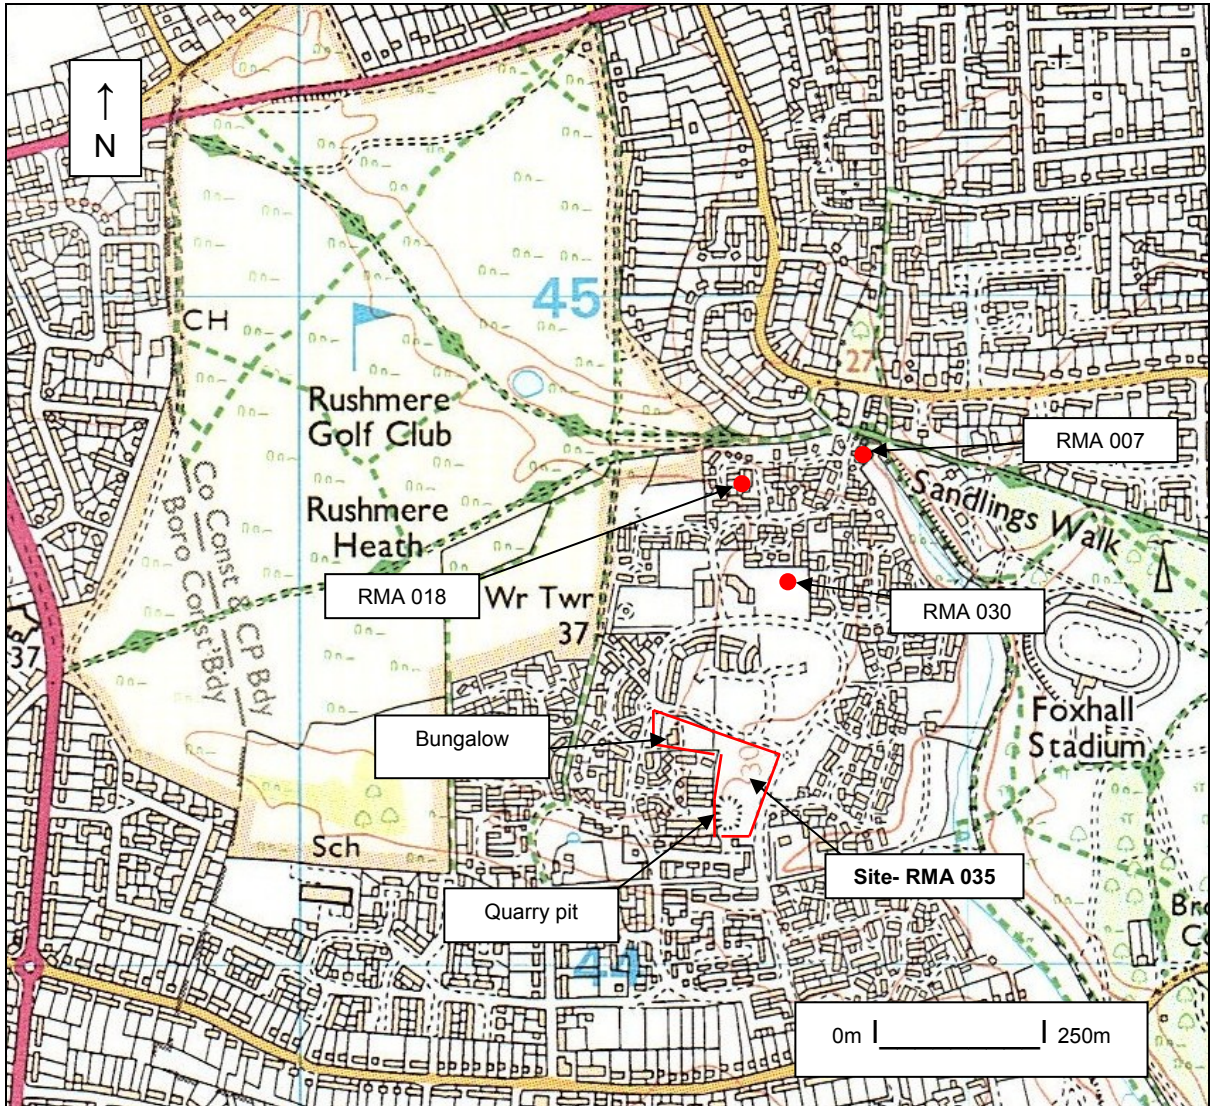 ↑
N
45
CH
27
Rushmere
Golf Club
RMA 007
Sandlings Walk
Rushmere
Heath
Co Const & CP Bdy
Boro Const Bdy
RMA 018
Wr Twr
37
RMA 030
37
Foxhall
Stadium
Bungalow
30
Sch
Site- RMA 035
Quarry pit
44
0m
250m